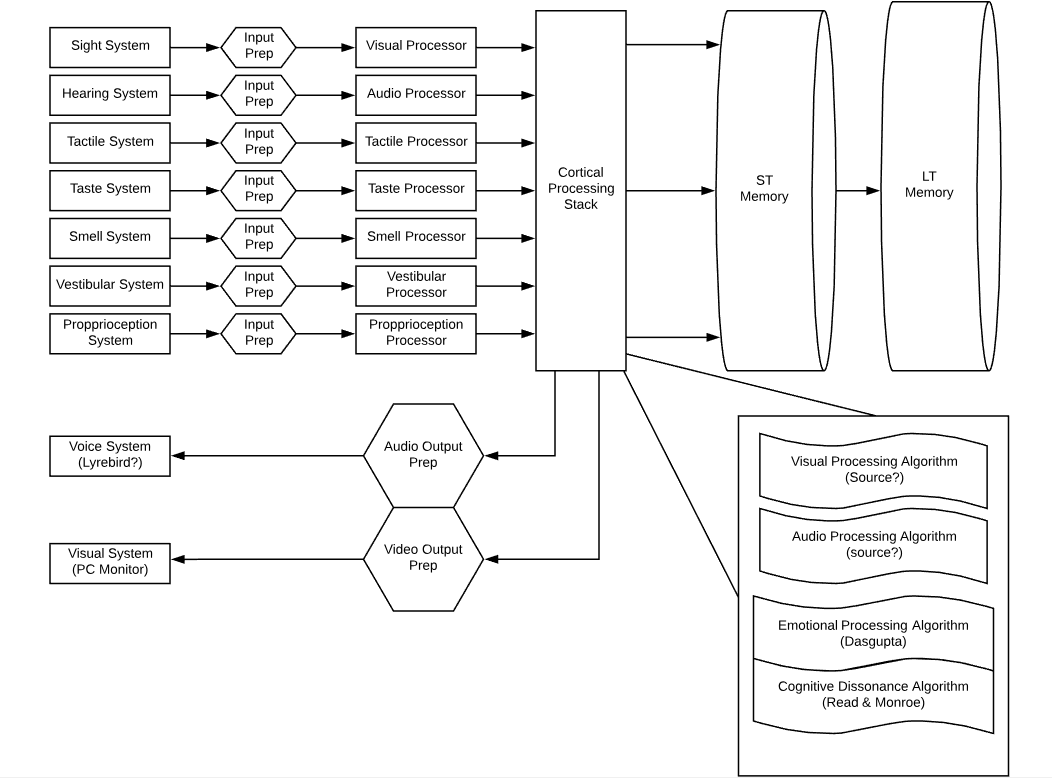 Sight System
Input
Prep
Visual Processor
Hearing System
Input
Prep
Audio Processor
Tactile System
Input
Prep
Tactile Processor
Taste System
Input
Prep
Taste Processor
Smell System
Input
Prep
Smell Processor
Vestibular System
Input
Prep
Vestibular
Processor
Propprioception
System
Input
Prep
Propprioception
Processor
Cortical
Processing
Stack
ST
Memory
LT
Memory
Voice System
(Lyrebird?)
Audio Output
Prep
Visual System
(PC Monitor)
Video Output
Prep
Visual Processing Algorithm
(Source?)
Audio Processing Algorithm
(source?)
Emotional Processing Algorithm
(Dasgupta)
Cognitive Dissonance Algorithm
(Read & Monroe)